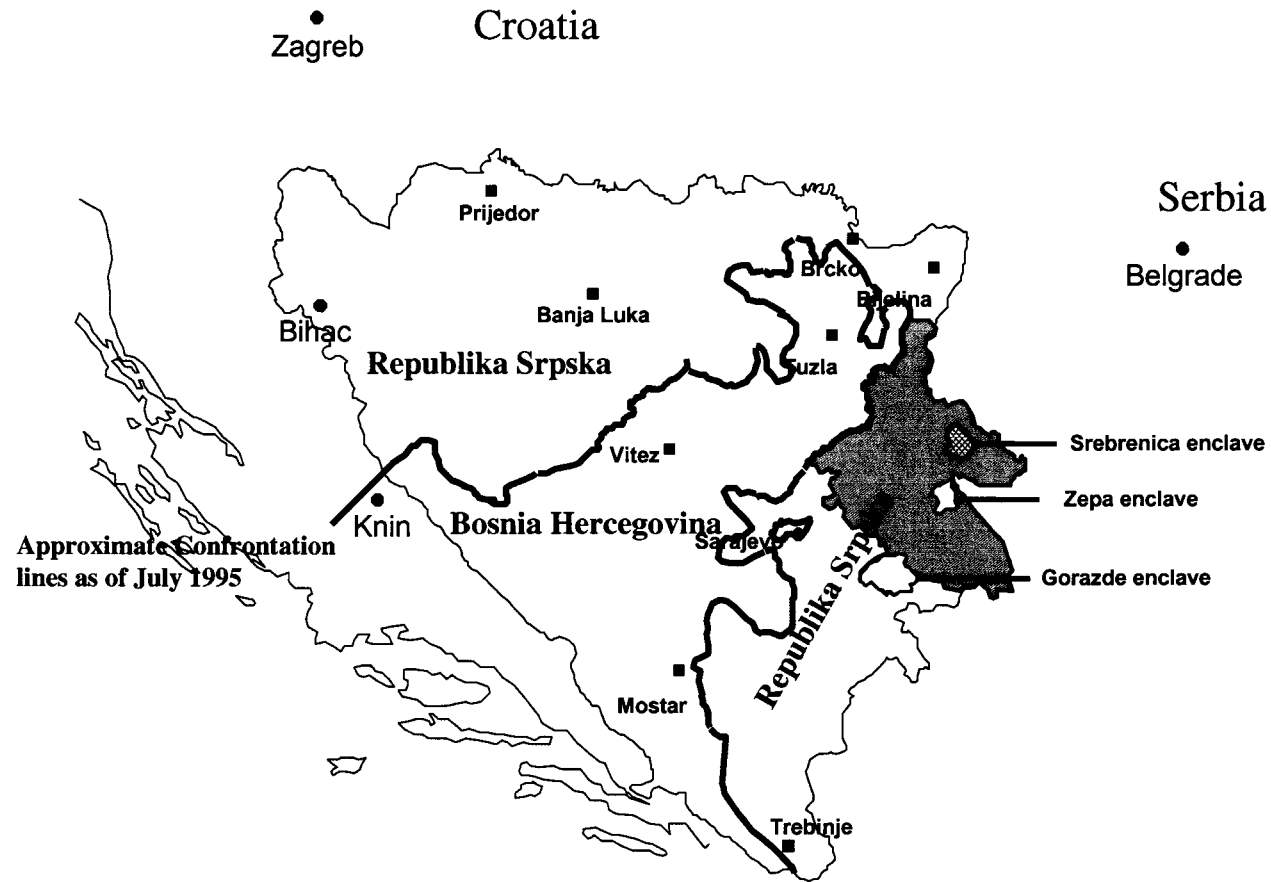 Croatia
Zagreb
Serbia
Prijedor
Belgrade
Brcko
Bijelina
Banja Luka
Bihac
Republika Srpska
Tuzla
Srebrenica enclave
Vitez
Zepa enclave
Knin
Bosnia Hercegovina
Sarajevo
Approximate Confrontation
lines as of July 1995
Gorazde enclave
Republika Srpska
Mostar
Trebinje